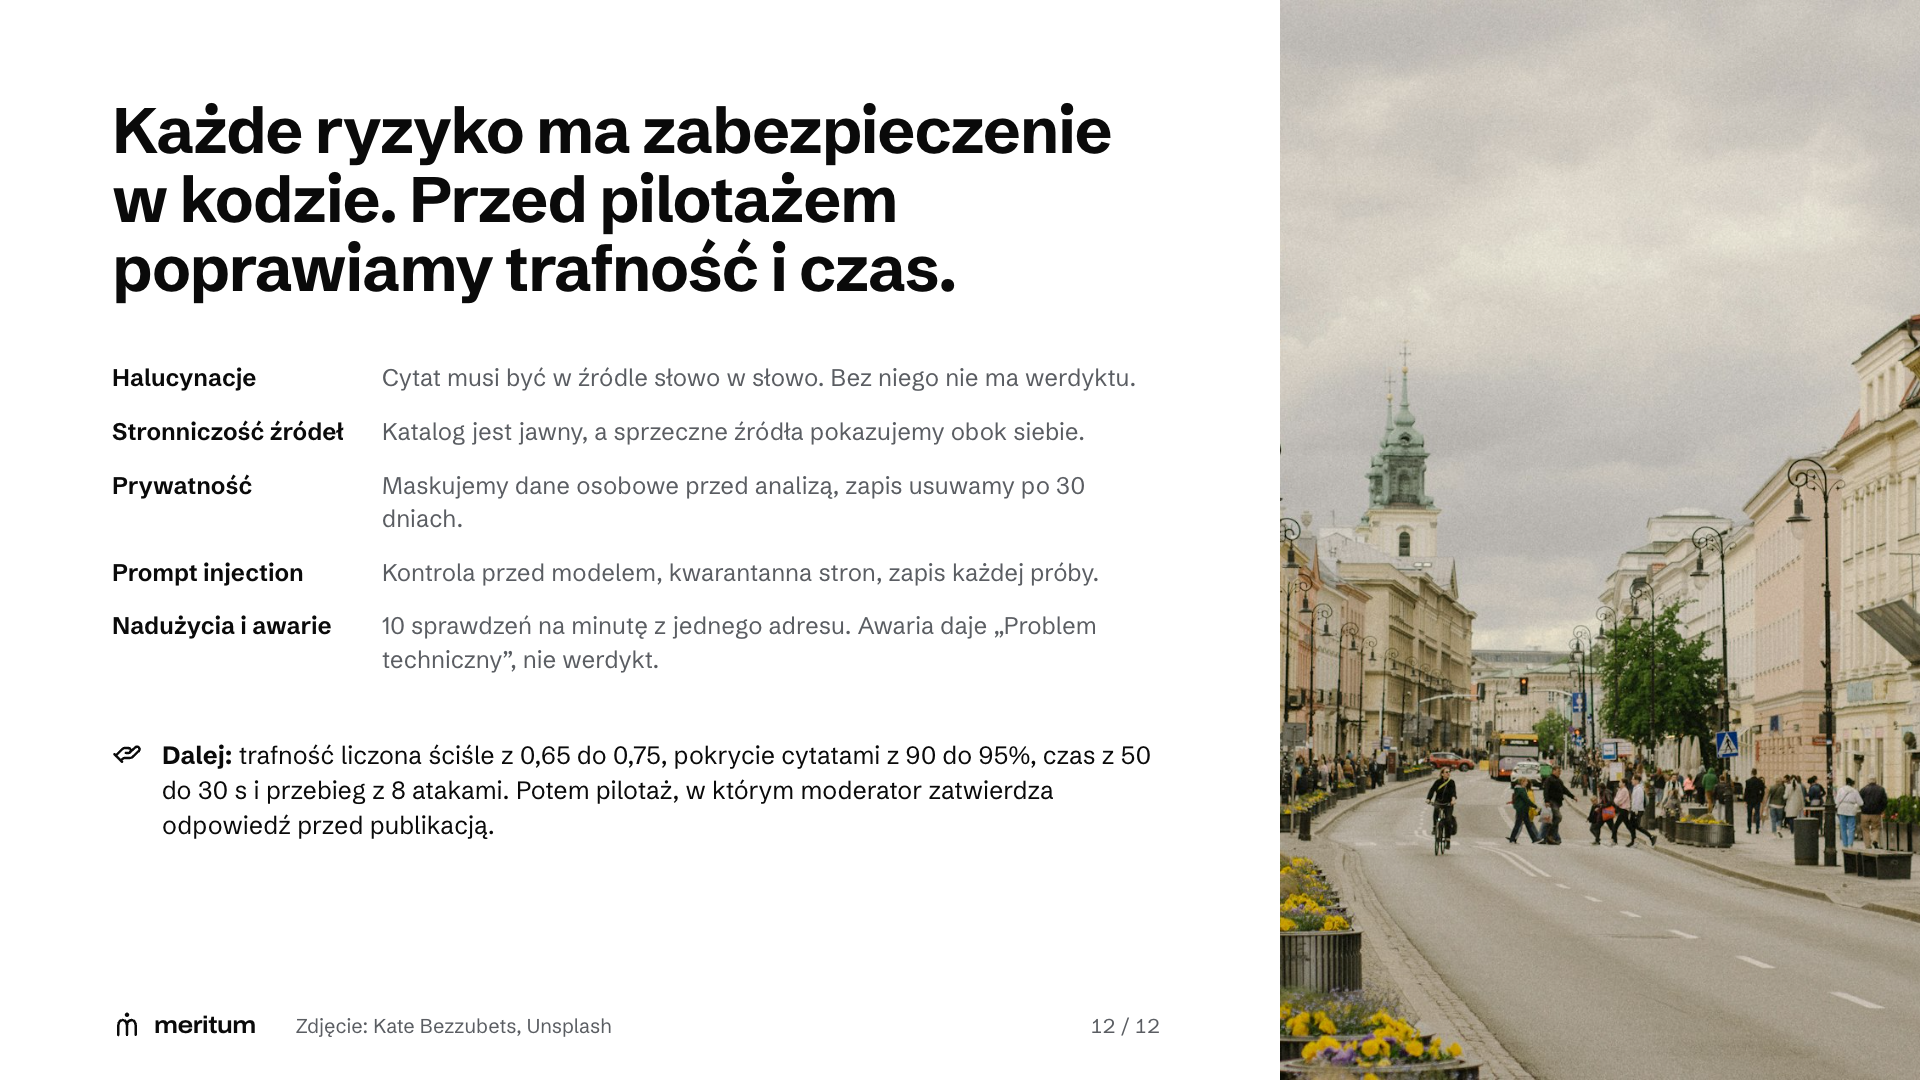 Każde ryzyko ma zabezpieczenie
w kodzie. Przed pilotażem
poprawiamy trafność i czas.
Halucynacje
Cytat musi być w źródle słowo w słowo. Bez niego nie ma werdyktu.
Stronniczość źródeł
Katalog jest jawny, a sprzeczne źródła pokazujemy obok siebie.
Prywatność
Maskujemy dane osobowe przed analizą, zapis usuwamy po 30
dniach.
Prompt injection
Kontrola przed modelem, kwarantanna stron, zapis każdej próby.
Nadużycia i awarie
10 sprawdzeń na minutę z jednego adresu. Awaria daje „Problem
techniczny”, nie werdykt.
Dalej: trafność liczona ściśle z 0,65 do 0,75, pokrycie cytatami z 90 do 95%, czas z 50
do 30 s i przebieg z 8 atakami. Potem pilotaż, w którym moderator zatwierdza
odpowiedź przed publikacją.
meritum
Zdjęcie: Kate Bezzubets, Unsplash
12 / 12